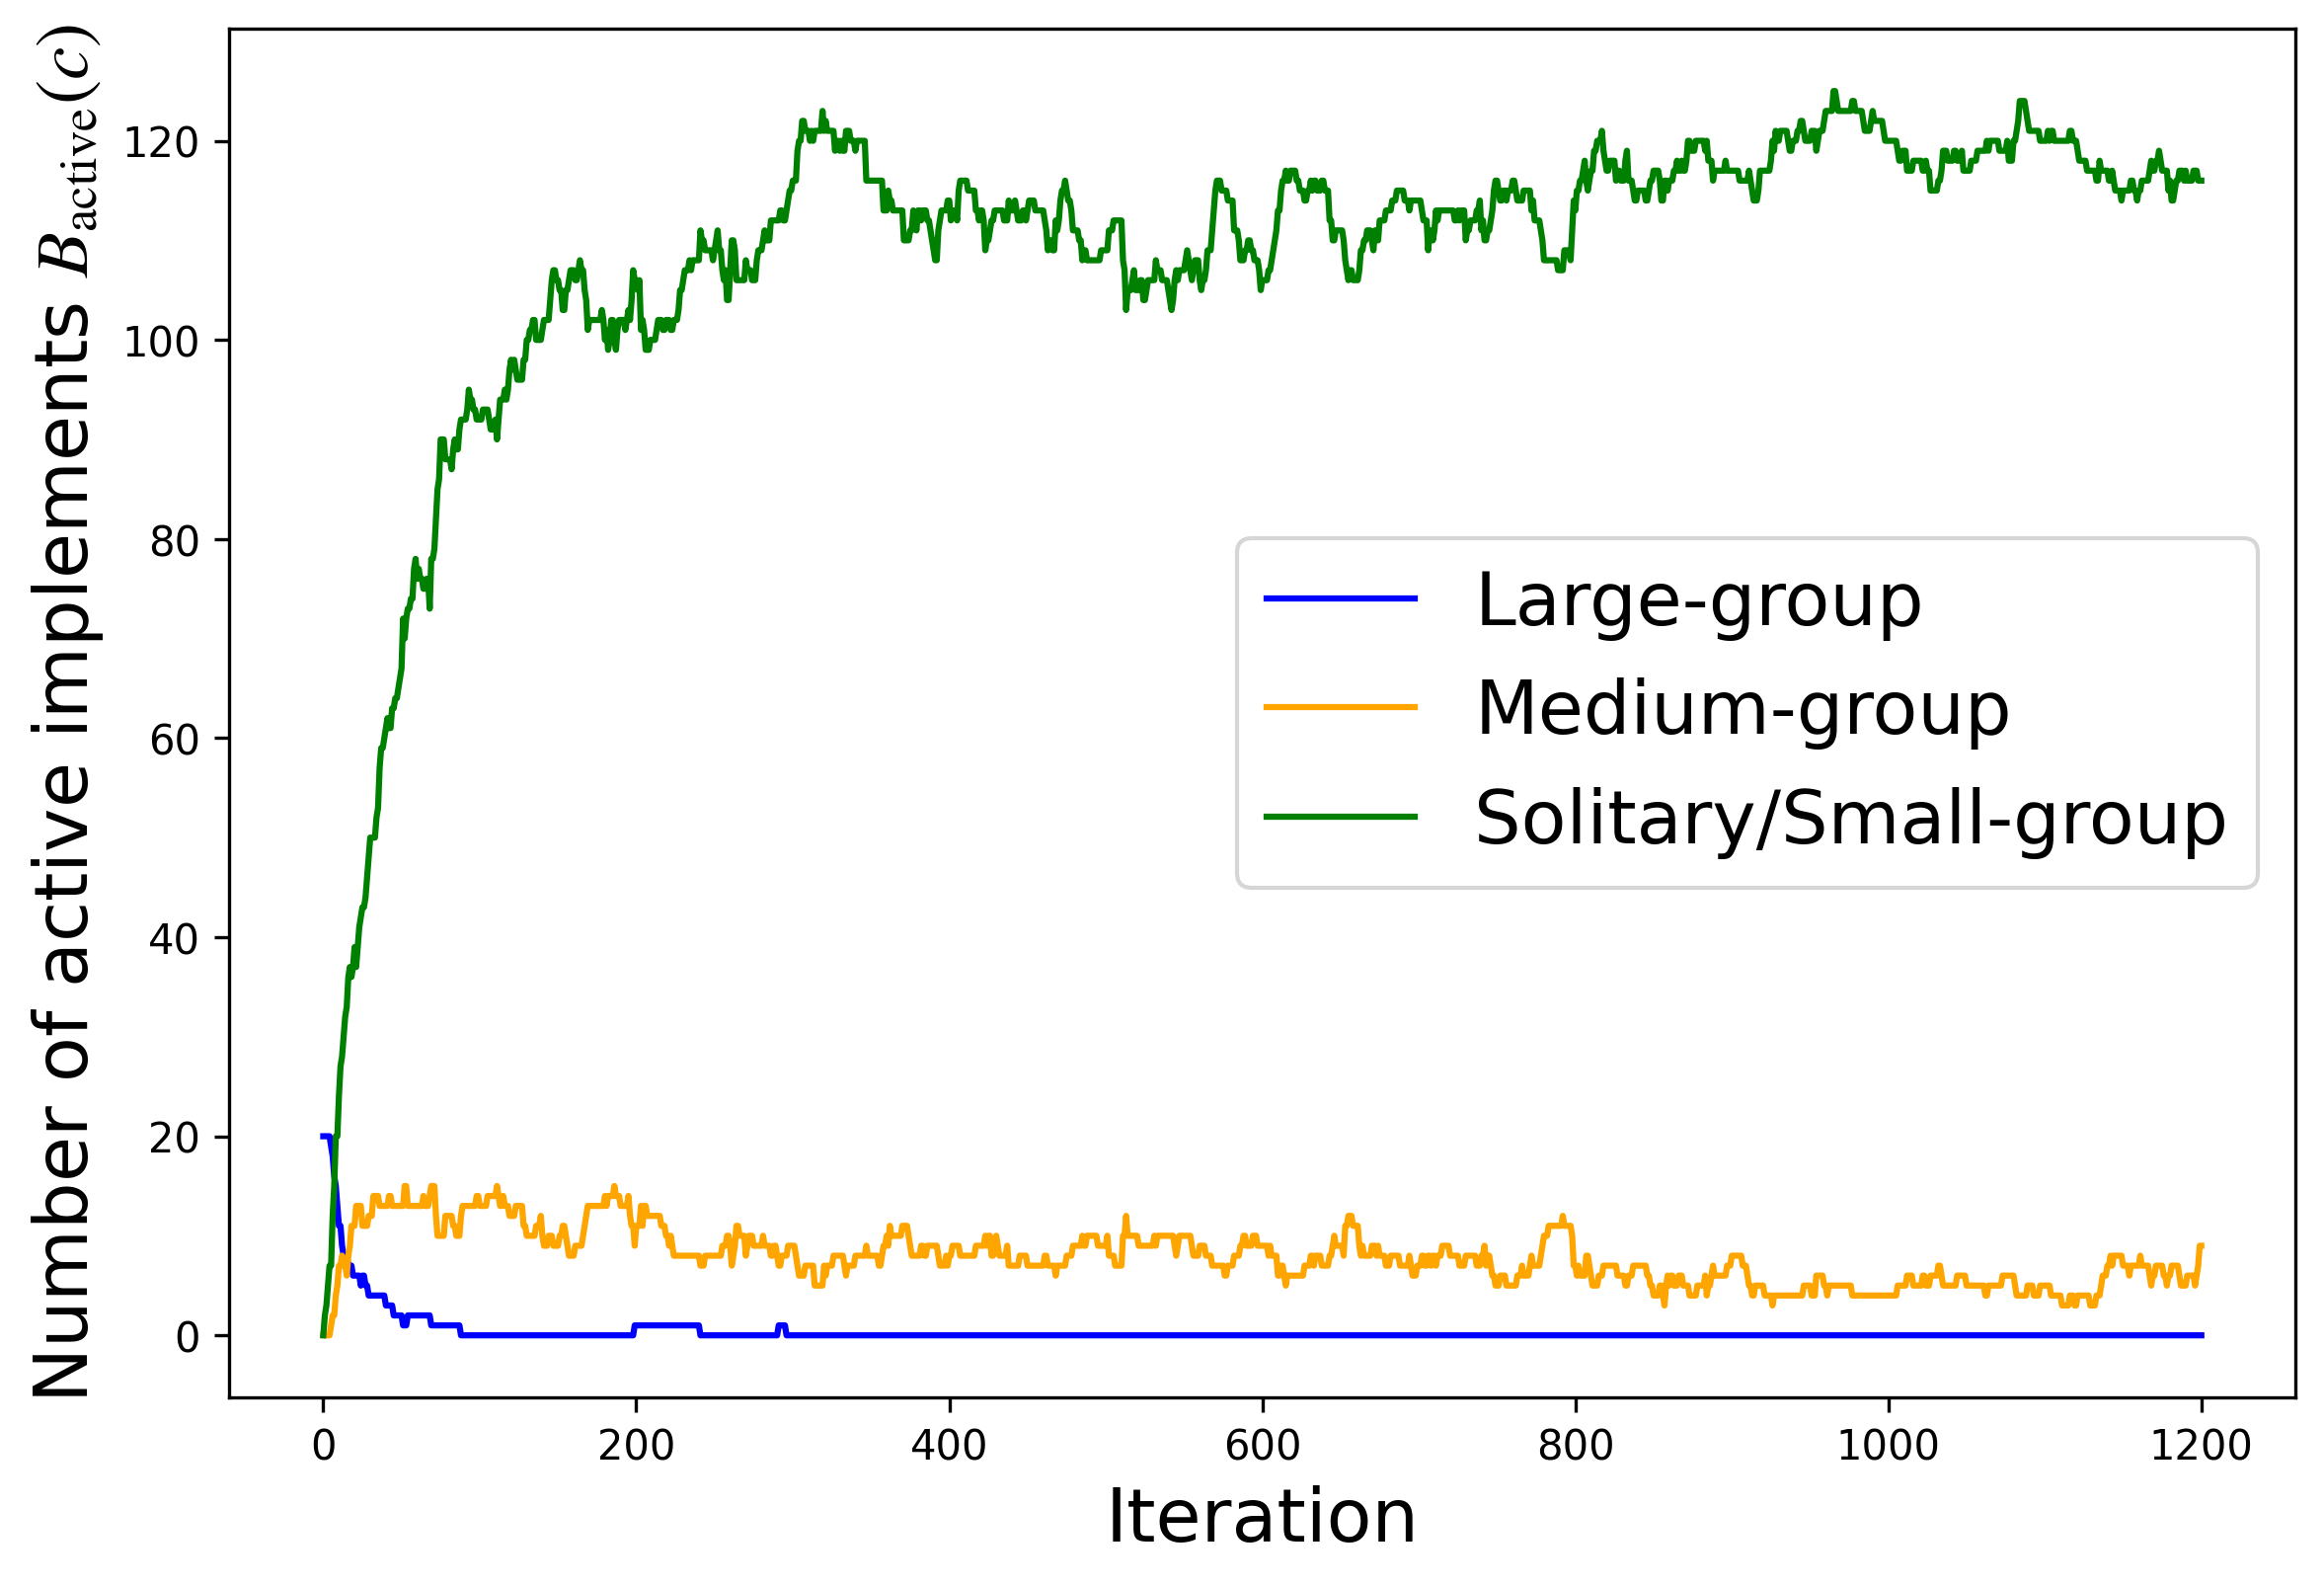 Number of active implements B_active(c)
120
100
80
60
40
20
0
Large-group
Medium-group
Solitary/Small-group
0 200 400 600 800 1000 1200
Iteration